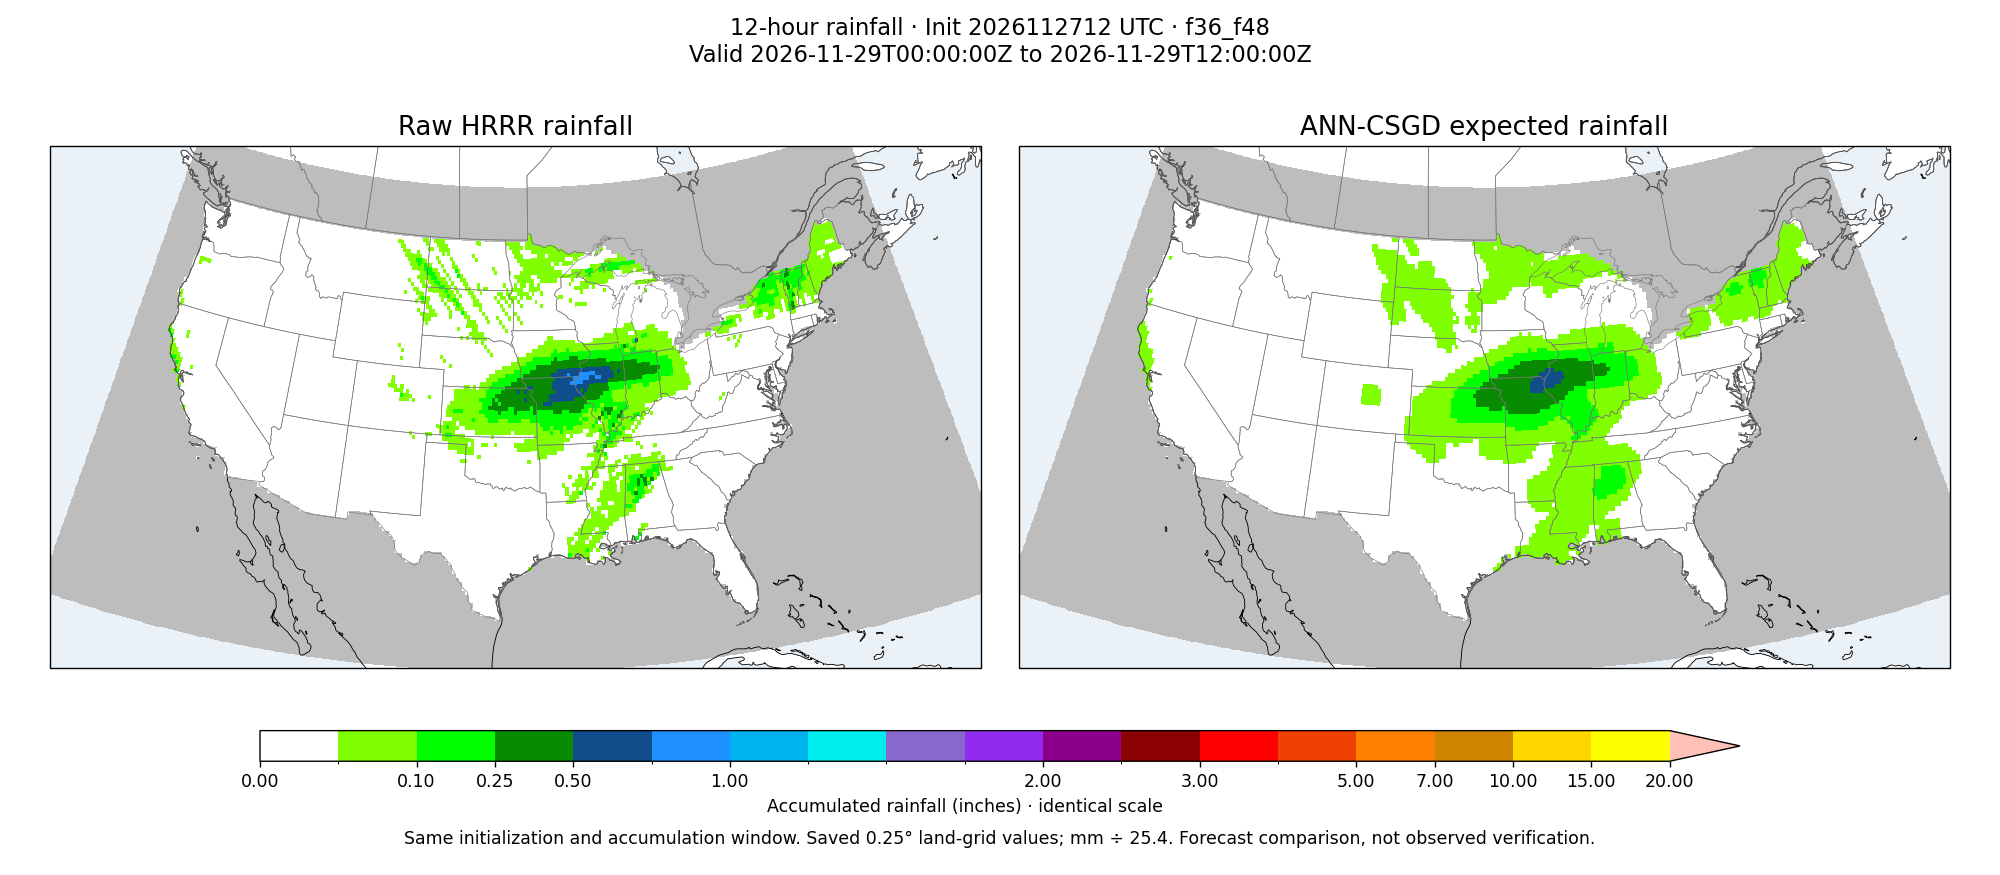 12-hour rainfall · Init 2026112712 UTC · f36_f48
Valid 2026-11-29T00:00:00Z to 2026-11-29T12:00:00Z
Raw HRRR rainfall
ANN-CSGD expected rainfall
0.00 0.10 0.25 0.50 1.00 2.00 3.00 5.00 7.00 10.00 15.00 20.00
Accumulated rainfall (inches) · identical scale
Same initialization and accumulation window. Saved 0.25° land-grid values; mm ÷ 25.4. Forecast comparison, not observed verification.